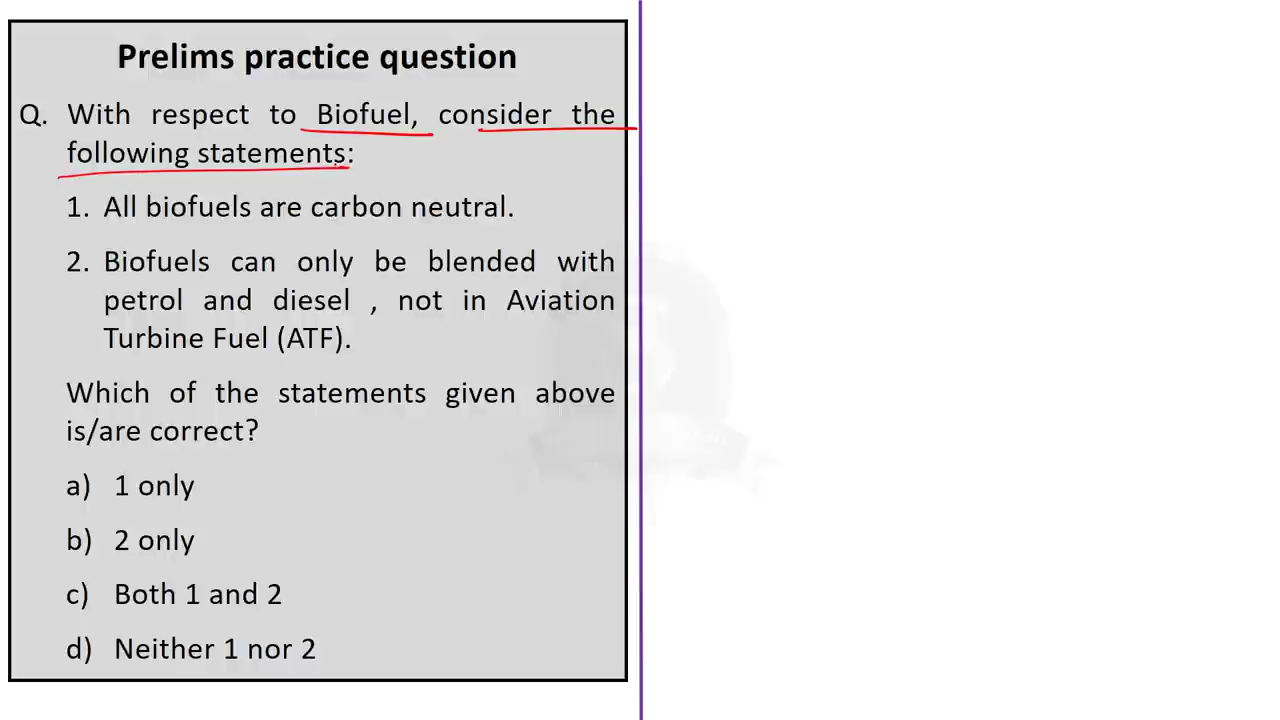 Prelims practice question
Q. With respect to Biofuel, consider the
following statements:
1. All biofuels are carbon neutral.
2. Biofuels can only be blended with
petrol and diesel , not in Aviation
Turbine Fuel (ATF).
Which of the statements given above
is/are correct?
a) 1 only
b) 2 only
c) Both 1 and 2
d) Neither 1 nor 2